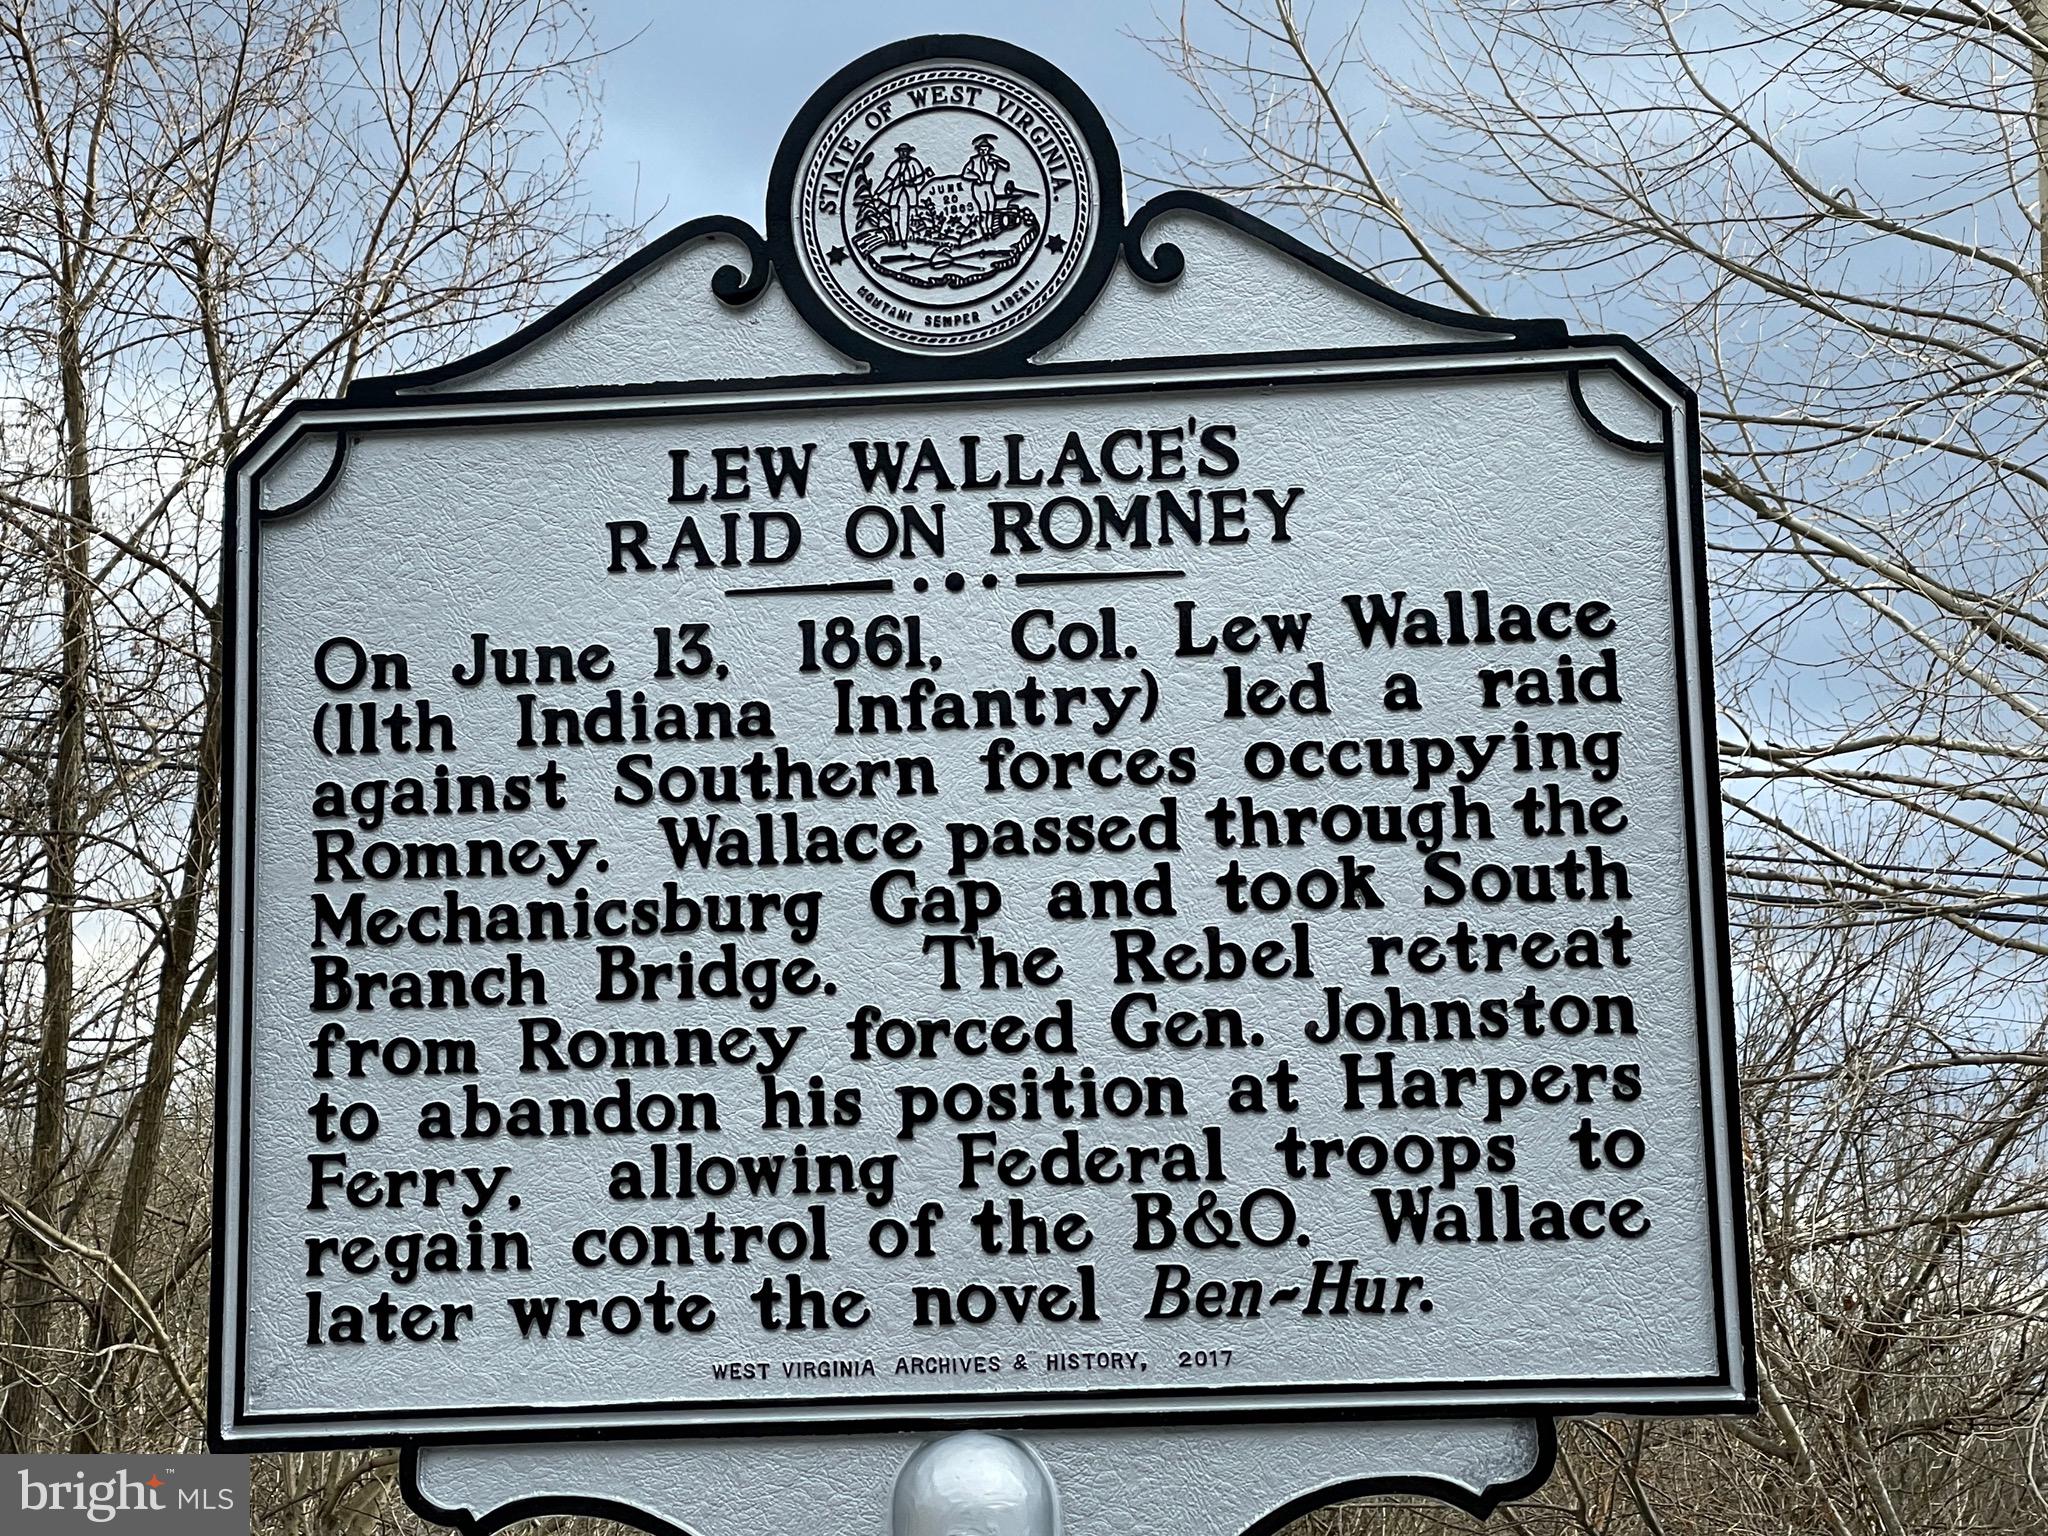 STATE OF WEST VIRGINIA.
JUNE
20
1863
MONTANI SEMPER LIBERI.
LEW WALLACE'S
RAID ON ROMNEY
On June 13, 1861, Col. Lew Wallace
(11th Indiana Infantry) led a raid
against Southern forces occupying
Romney. Wallace passed through the
Mechanicsburg Gap and took South
Branch Bridge. The Rebel retreat
from Romney forced Gen. Johnston
to abandon his position at Harpers
Ferry, allowing Federal troops to
regain control of the B&O. Wallace
later wrote the novel Ben-Hur.
WEST VIRGINIA ARCHIVES & HISTORY, 2017
bright™ MLS